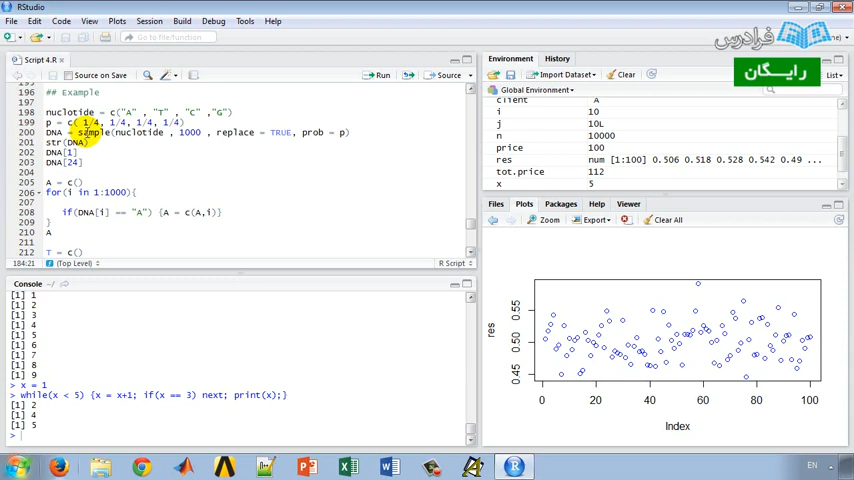 RStudio
File Edit Code View Plots Session Build Debug Tools Help
Go to file/function
فرادرس
رایــگان
Script 4.R
Source on Save
Run
Source
196 ## Example
197
198 nuclotide = c("A" , "T" , "C" ,"G")
199 p = c( 1/4, 1/4, 1/4, 1/4)
200 DNA = sample(nuclotide , 1000 , replace = TRUE, prob = p)
201 str(DNA)
202 DNA[1]
203 DNA[24]
204
205 A = c()
206 for(i in 1:1000){
207
208 if(DNA[i] == "A") {A = c(A,i)}
209 }
210 A
211
212 T = c()
184:21 (Top Level) R Script
Console ~/
[1] 1
[1] 2
[1] 3
[1] 4
[1] 5
[1] 6
[1] 7
[1] 8
[1] 9
> x = 1
> while(x < 5) {x = x+1; if(x == 3) next; print(x);}
[1] 2
[1] 4
[1] 5
>
Environment History
Import Dataset Clear List
Global Environment
client "A"
i 10
j 10L
n 10000
price 100
res num [1:100] 0.506 0.518 0.528 0.542 0.49 ...
tot.price 112
x 5
Files Plots Packages Help Viewer
Zoom Export Clear All
res
0.55
0.50
0.45
0 20 40 60 80 100
Index
EN